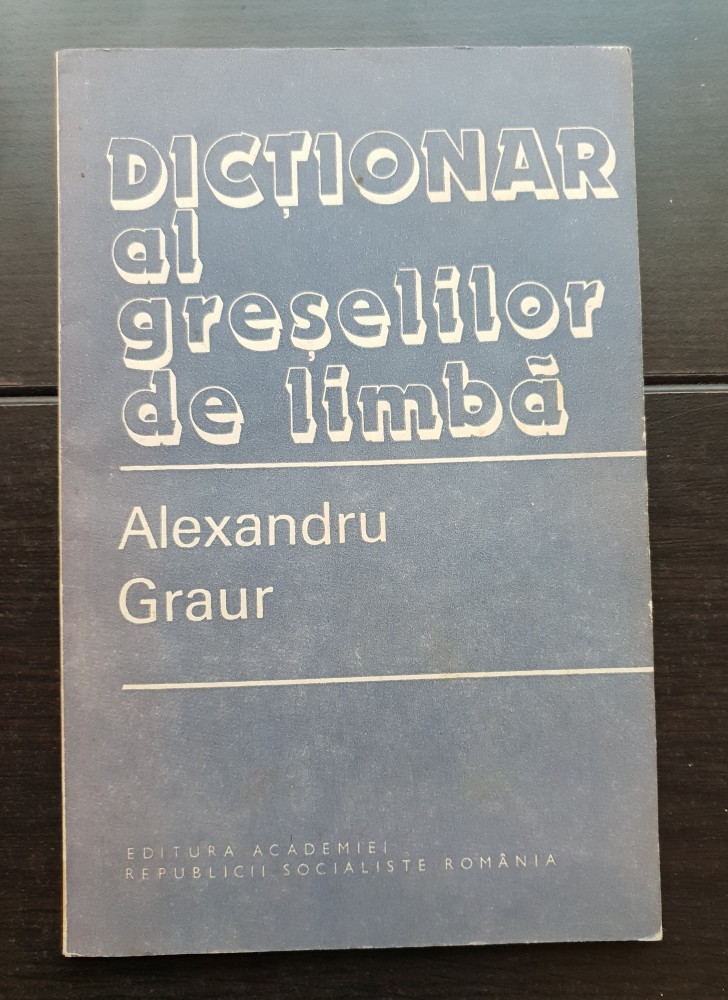 DICȚIONAR
al
greșelilor
de limbă
Alexandru
Graur
EDITURA ACADEMIEI
REPUBLICII SOCIALISTE ROMÂNIA